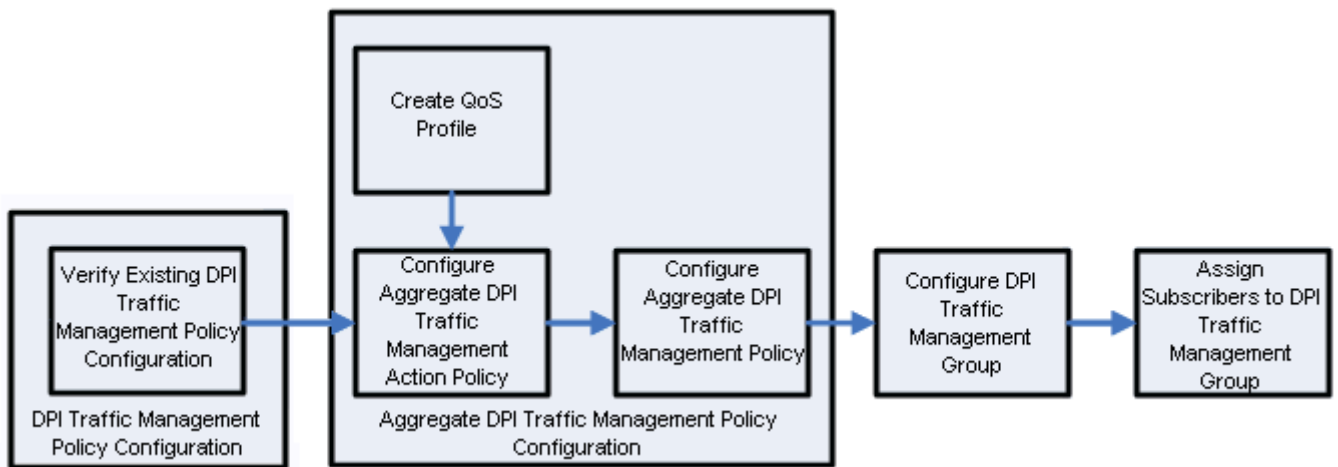 Create QoS
Profile
Verify Existing DPI
Traffic
Management Policy
Configuration
DPI Traffic Management
Policy Configuration
Configure
Aggregate DPI
Traffic
Management
Action Policy
Configure
Aggregate DPI
Traffic
Management Policy
Aggregate DPI Traffic Management Policy
Configuration
Configure DPI
Traffic
Management
Group
Assign
Subscribers to DPI
Traffic
Management
Group